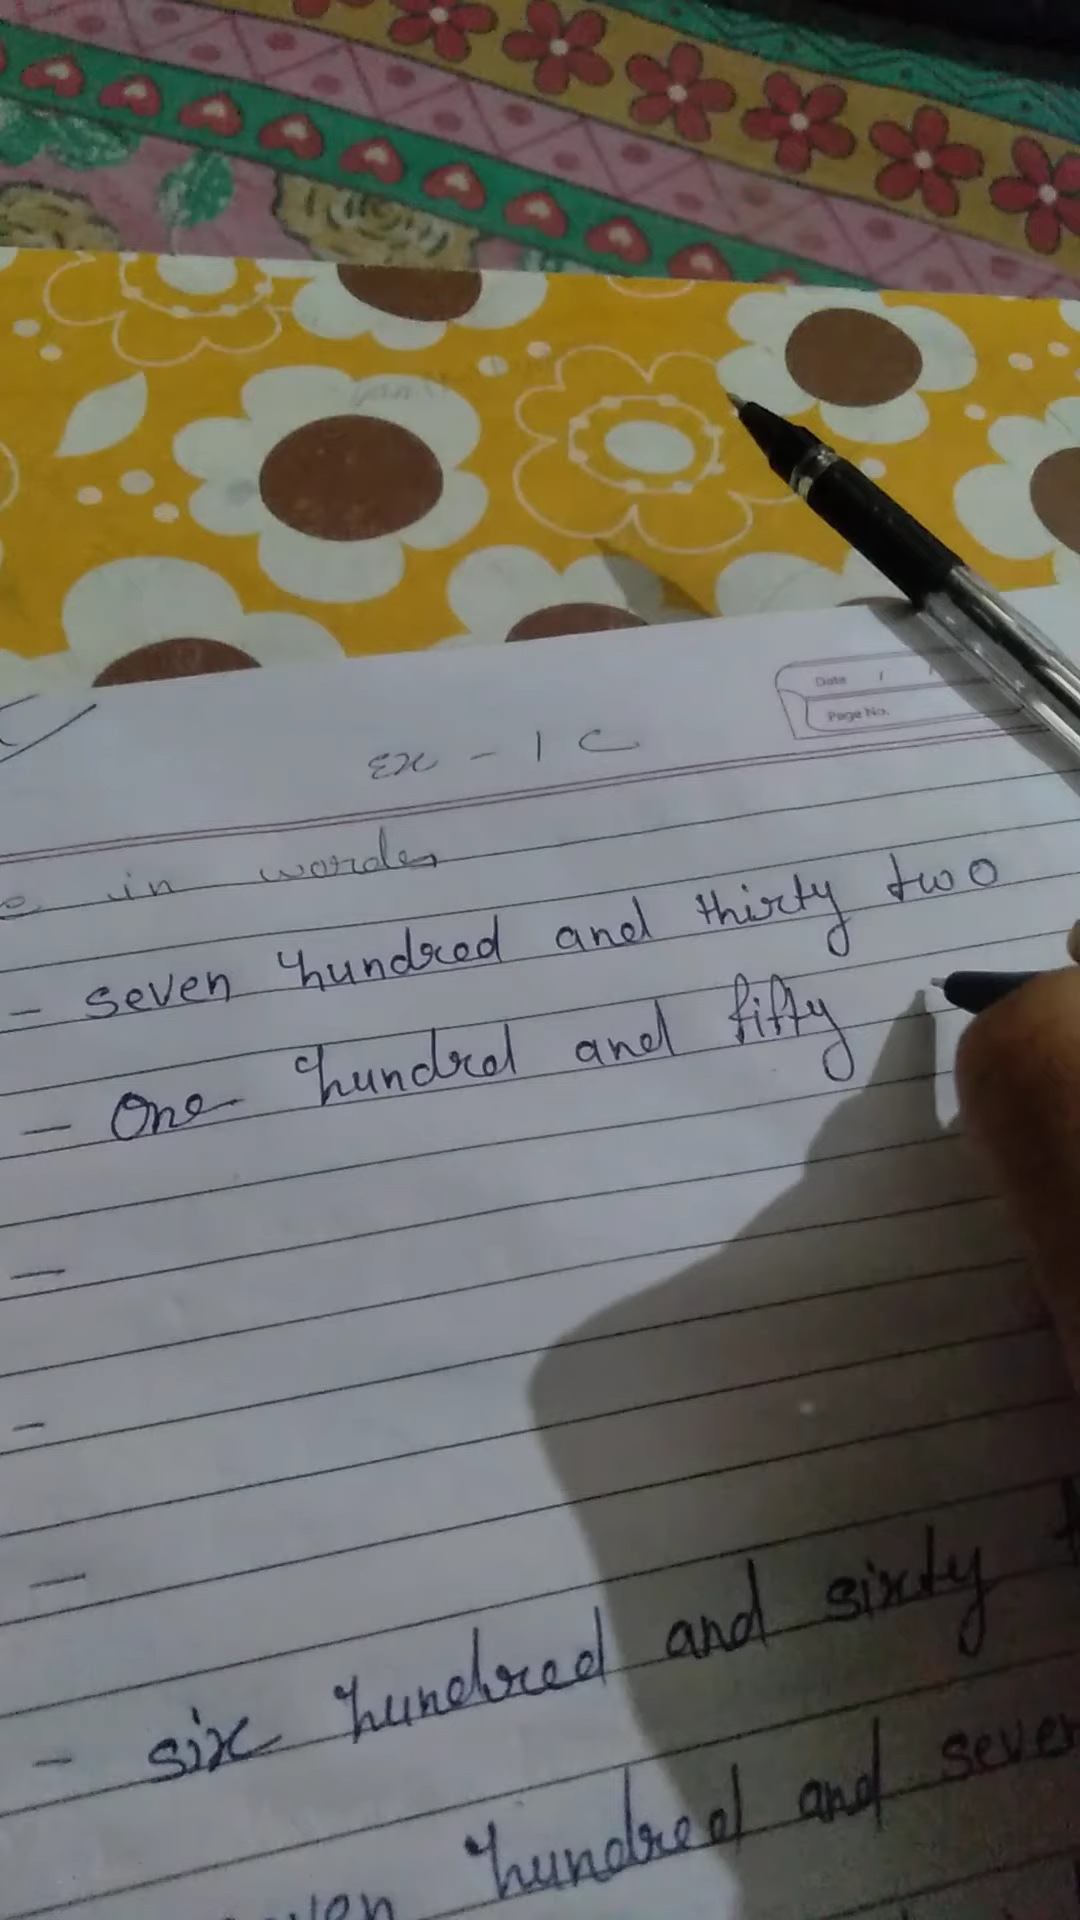 Date / /
Page No.
Ex - 1 C
in words
- seven hundred and thirty two
- One hundred and fifty
-
-
-
- six hundred and sixty
hundred and seven